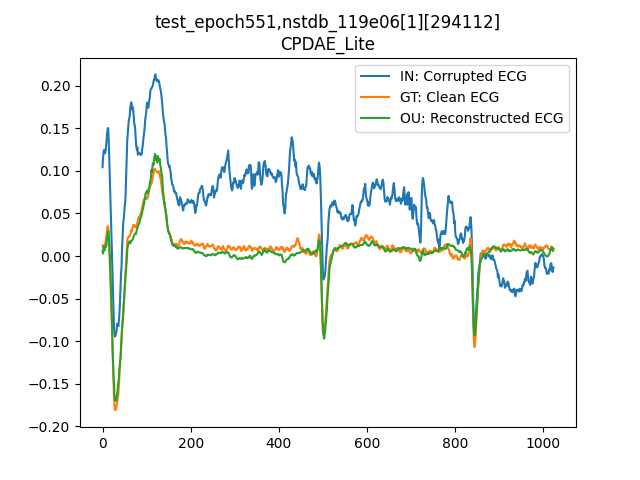 test_epoch551,nstdb_119e06[1][294112]
CPDAE_Lite
IN: Corrupted ECG
GT: Clean ECG
OU: Reconstructed ECG
0.20
0.15
0.10
0.05
0.00
−0.05
−0.10
−0.15
−0.20
0 200 400 600 800 1000